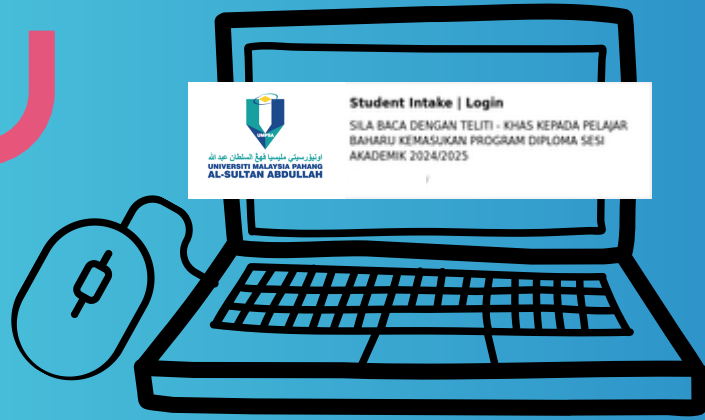 UMPSA
اونيۏرسيتي مليسيا ڤهڠ السلطان عبد الله
UNIVERSITI MALAYSIA PAHANG
AL-SULTAN ABDULLAH
Student Intake | Login
SILA BACA DENGAN TELITI - KHAS KEPADA PELAJAR
BAHARU KEMASUKAN PROGRAM DIPLOMA SESI
AKADEMIK 2024/2025